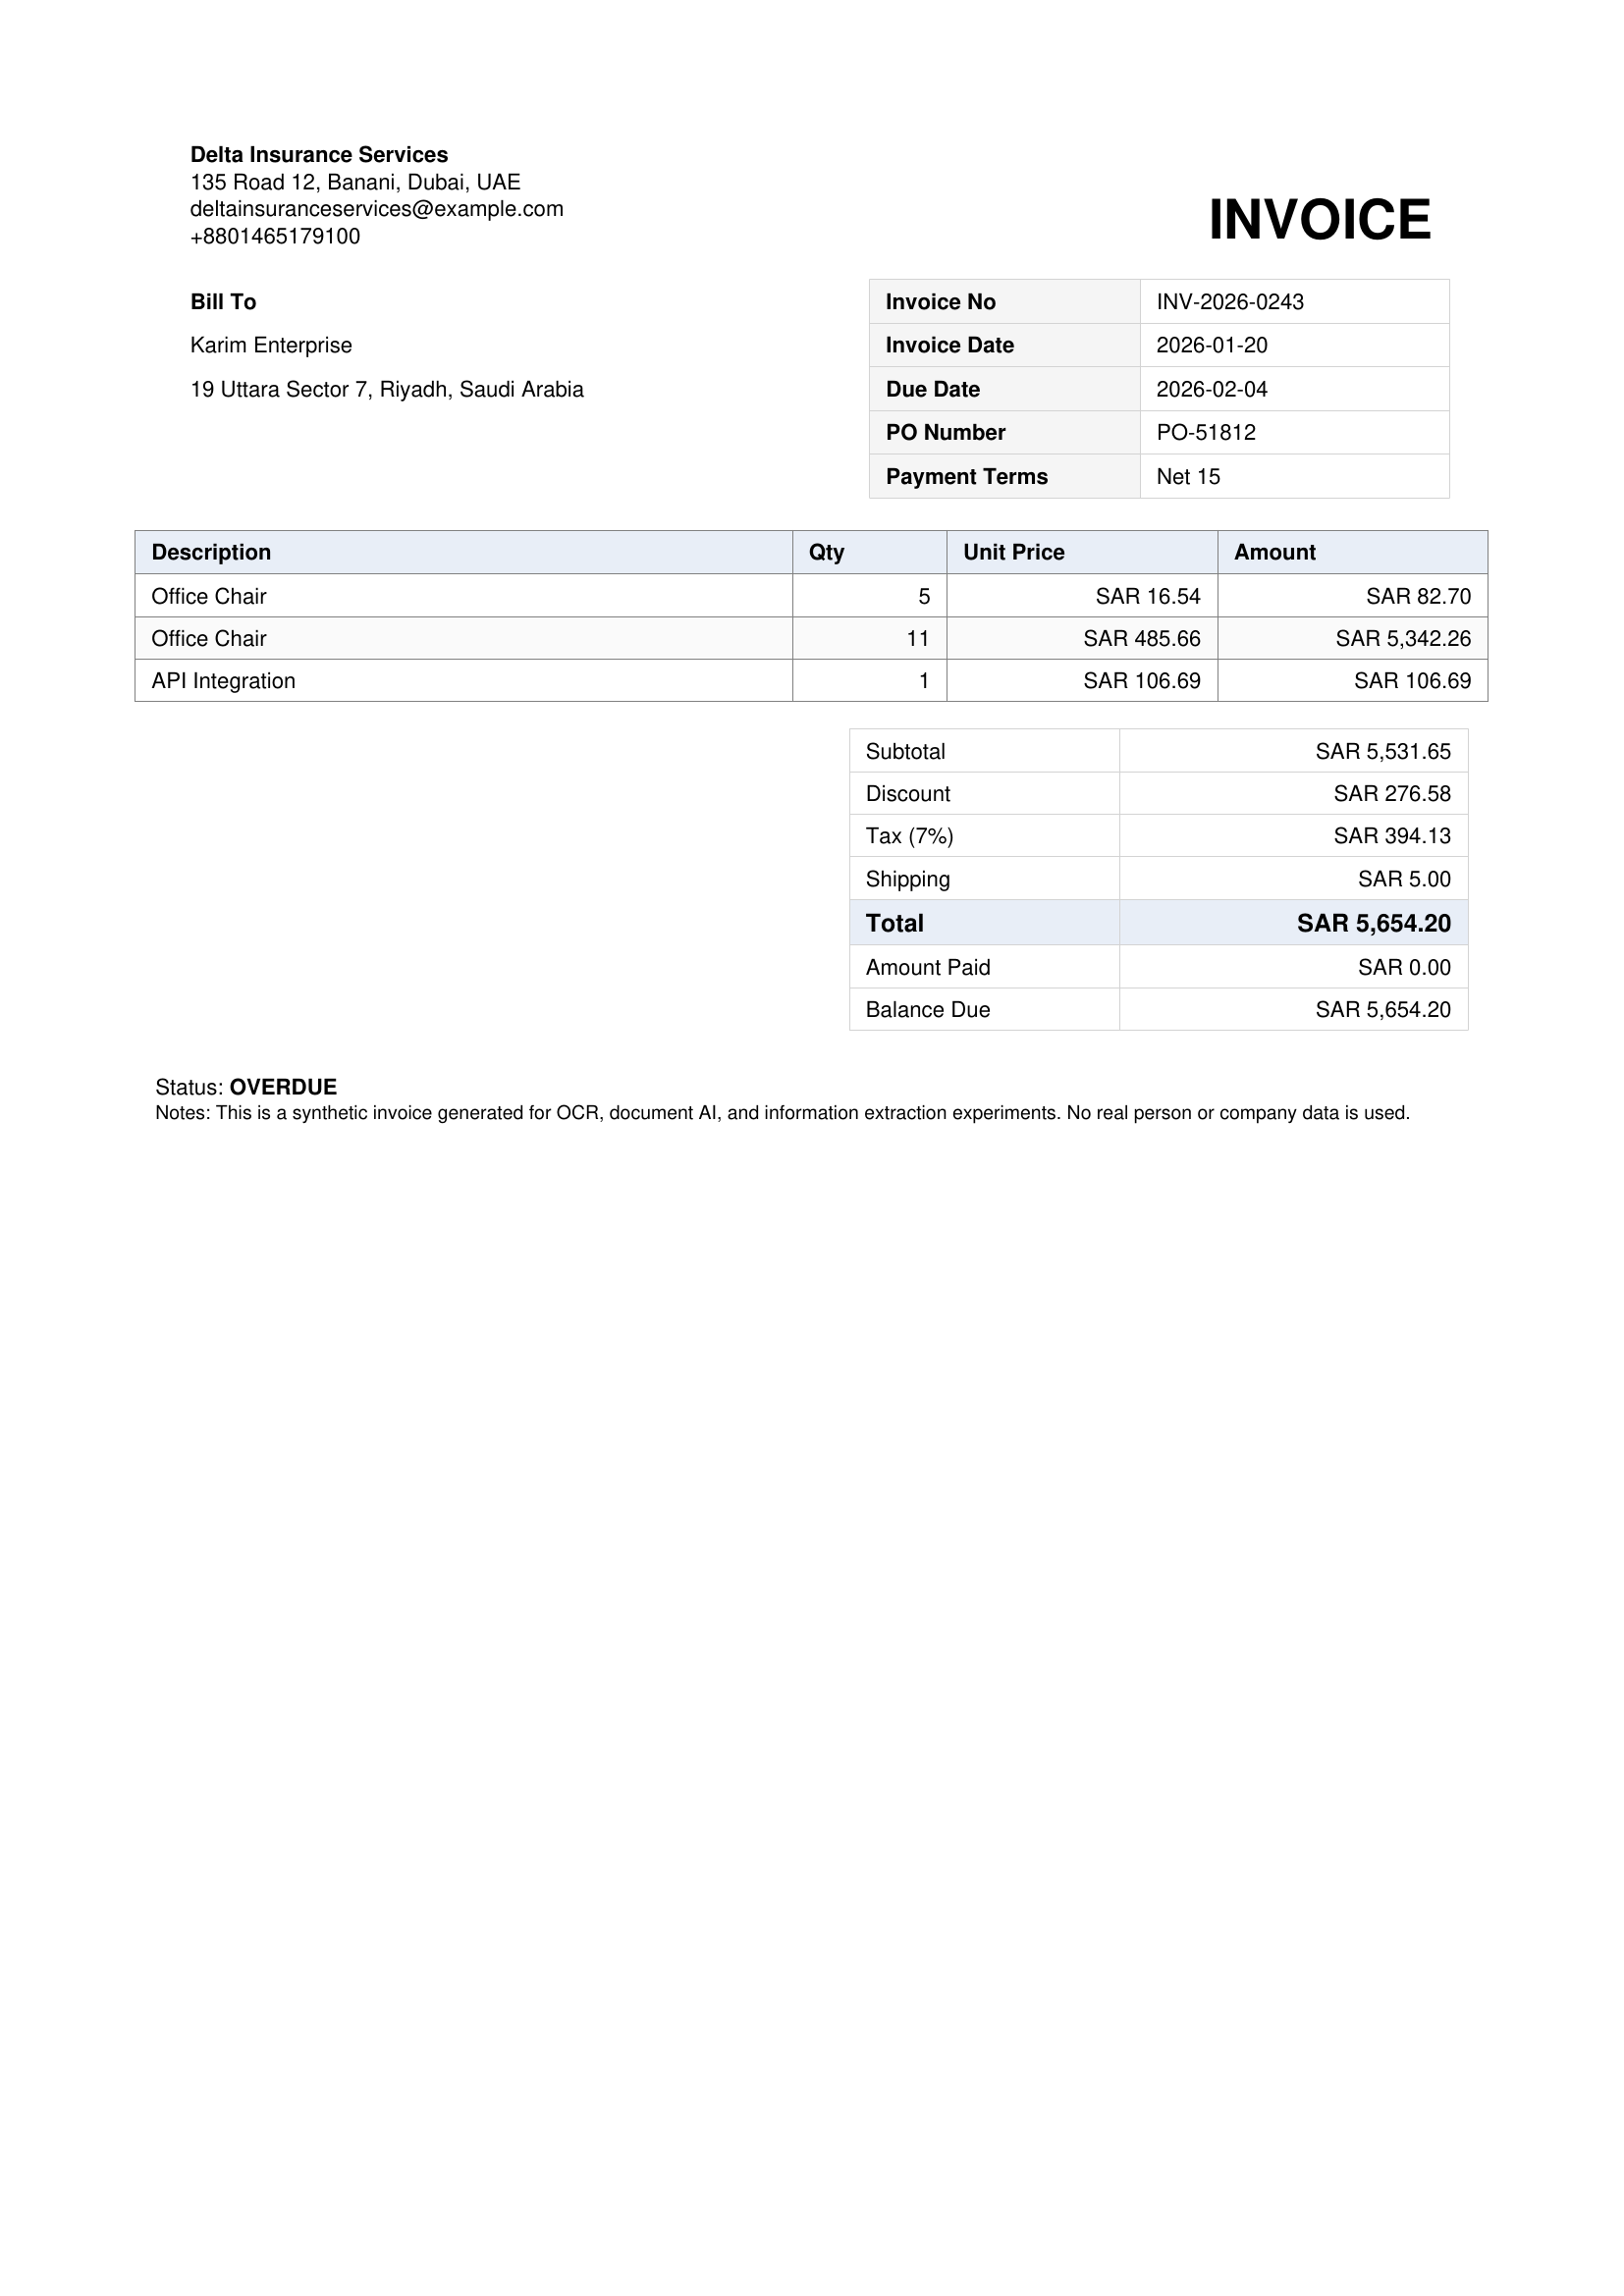 Delta Insurance Services
135 Road 12, Banani, Dubai, UAE
deltainsuranceservices@example.com
+8801465179100
INVOICE
Bill To
Karim Enterprise
19 Uttara Sector 7, Riyadh, Saudi Arabia
Invoice No INV-2026-0243
Invoice Date 2026-01-20
Due Date 2026-02-04
PO Number PO-51812
Payment Terms Net 15
Description Qty Unit Price Amount
Office Chair 5 SAR 16.54 SAR 82.70
Office Chair 11 SAR 485.66 SAR 5,342.26
API Integration 1 SAR 106.69 SAR 106.69
Subtotal SAR 5,531.65
Discount SAR 276.58
Tax (7%) SAR 394.13
Shipping SAR 5.00
Total SAR 5,654.20
Amount Paid SAR 0.00
Balance Due SAR 5,654.20
Status: OVERDUE
Notes: This is a synthetic invoice generated for OCR, document AI, and information extraction experiments. No real person or company data is used.